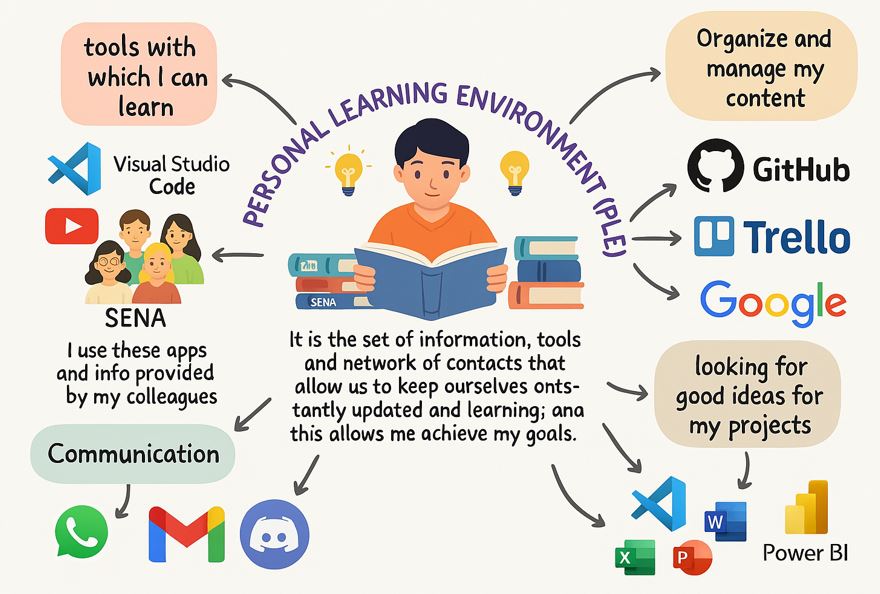 tools with
which I can
learn
Organize and
manage my
content
PERSONAL LEARNING ENVIRONMENT (PLE)
Visual Studio
Code
GitHub
Trello
Google
SENA
SENA
I use these apps
and info provided
by my colleagues
It is the set of information, tools
and network of contacts that
allow us to keep ourselves onts-
tantly updated and learning; ana
this allows me achieve my goals.
looking for
good ideas for
my projects
Communication
W
X
P
Power BI